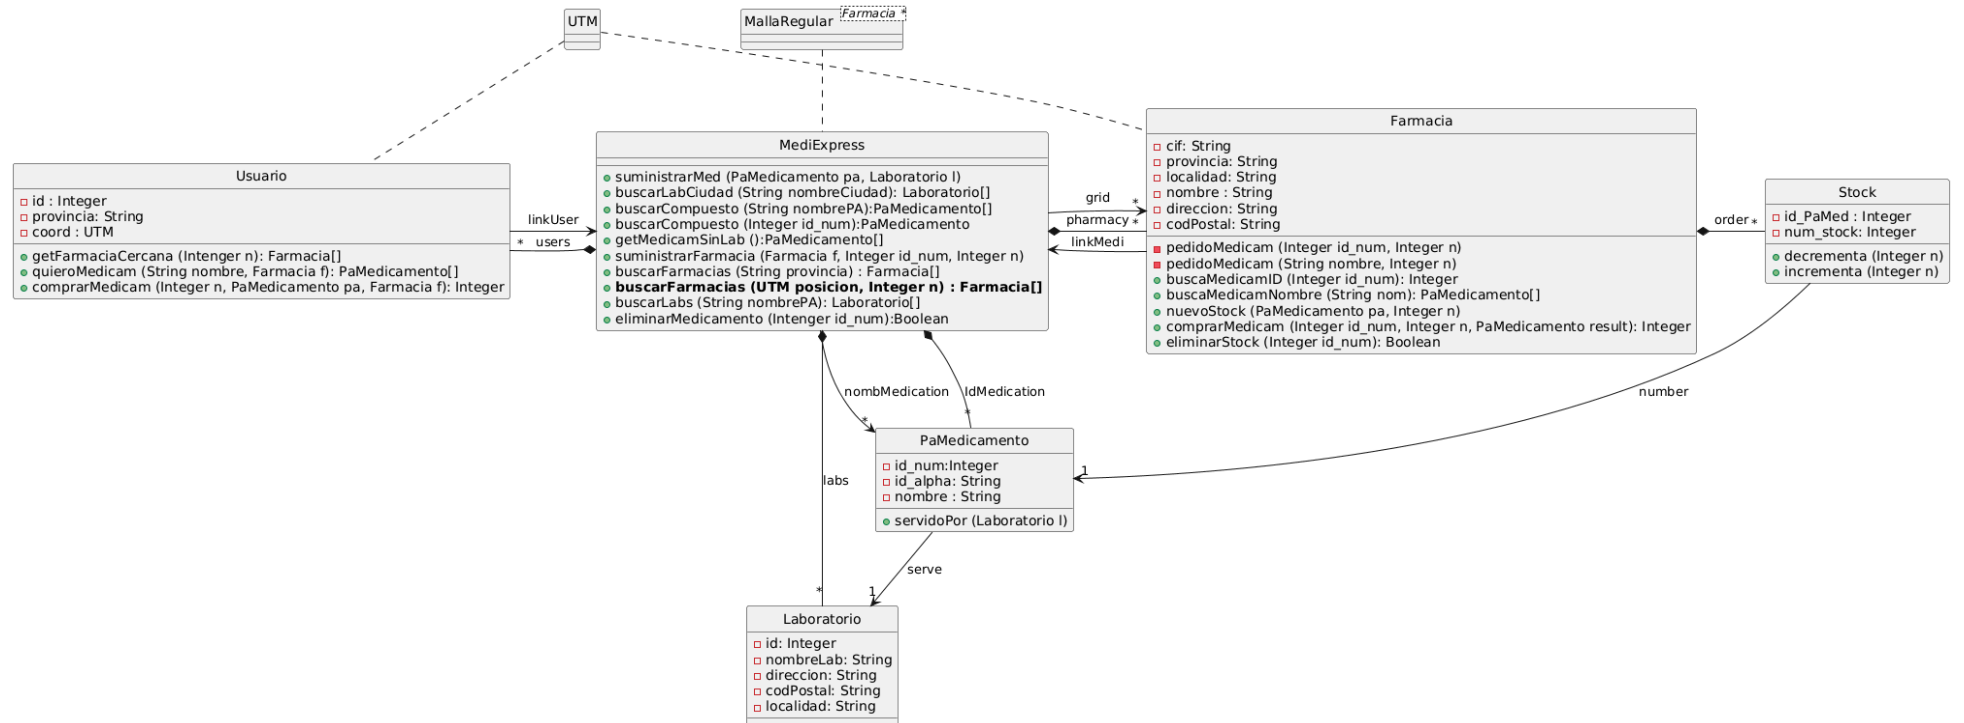 UTM
MallaRegular
Farmacia *
Usuario
id : Integer
provincia: String
coord : UTM
getFarmaciaCercana (Intenger n): Farmacia[]
quieroMedicam (String nombre, Farmacia f): PaMedicamento[]
comprarMedicam (Integer n, PaMedicamento pa, Farmacia f): Integer
linkUser
* users
MediExpress
suministrarMed (PaMedicamento pa, Laboratorio l)
buscarLabCiudad (String nombreCiudad): Laboratorio[]
buscarCompuesto (String nombrePA):PaMedicamento[]
buscarCompuesto (Integer id_num):PaMedicamento
getMedicamSinLab ():PaMedicamento[]
suministrarFarmacia (Farmacia f, Integer id_num, Integer n)
buscarFarmacias (String provincia) : Farmacia[]
buscarFarmacias (UTM posicion, Integer n) : Farmacia[]
buscarLabs (String nombrePA): Laboratorio[]
eliminarMedicamento (Intenger id_num):Boolean
grid *
pharmacy *
linkMedi
Farmacia
cif: String
provincia: String
localidad: String
nombre : String
direccion: String
codPostal: String
pedidoMedicam (Integer id_num, Integer n)
pedidoMedicam (String nombre, Integer n)
buscaMedicamID (Integer id_num): Integer
buscaMedicamNombre (String nom): PaMedicamento[]
nuevoStock (PaMedicamento pa, Integer n)
comprarMedicam (Integer id_num, Integer n, PaMedicamento result): Integer
eliminarStock (Integer id_num): Boolean
order *
Stock
id_PaMed : Integer
num_stock: Integer
decrementa (Integer n)
incrementa (Integer n)
nombMedication
*
IdMedication
*
number
1
PaMedicamento
id_num:Integer
id_alpha: String
nombre : String
servidoPor (Laboratorio l)
labs
*
serve
1
Laboratorio
id: Integer
nombreLab: String
direccion: String
codPostal: String
localidad: String